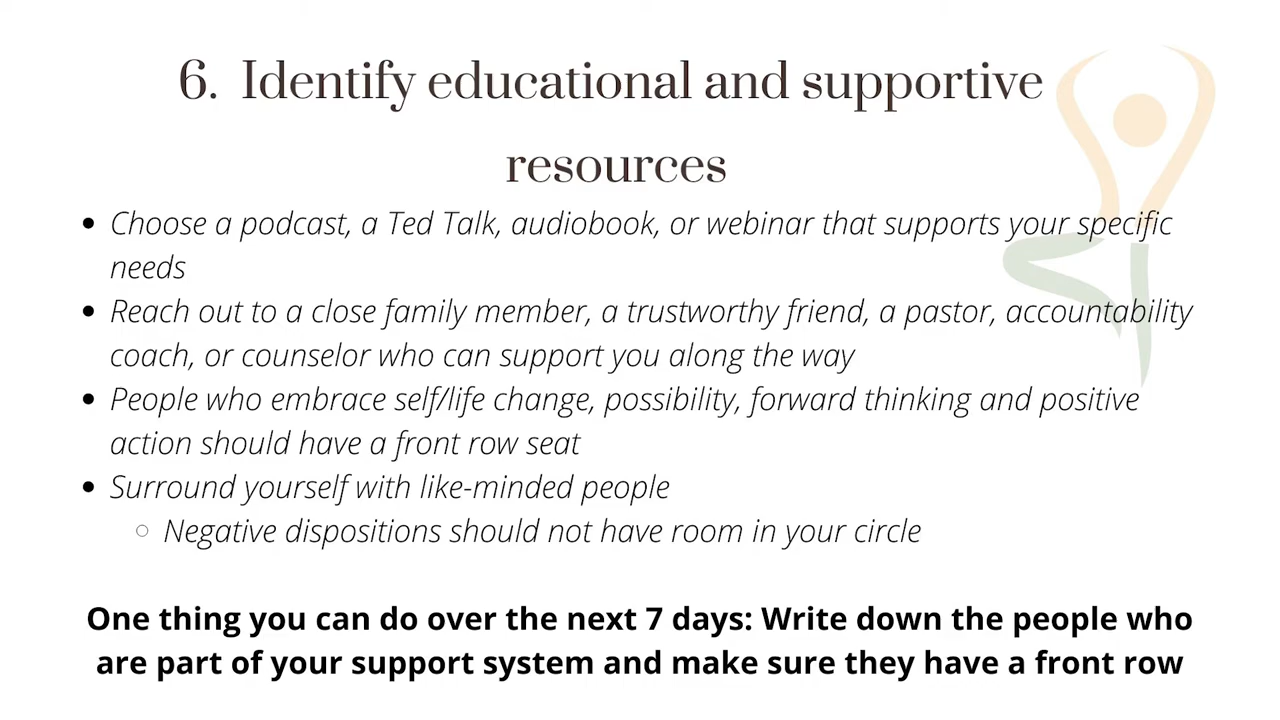 6. Identify educational and supportive
resources
• Choose a podcast, a Ted Talk, audiobook, or webinar that supports your specific
needs
• Reach out to a close family member, a trustworthy friend, a pastor, accountability
coach, or counselor who can support you along the way
• People who embrace self/life change, possibility, forward thinking and positive
action should have a front row seat
• Surround yourself with like-minded people
○ Negative dispositions should not have room in your circle
One thing you can do over the next 7 days: Write down the people who
are part of your support system and make sure they have a front row